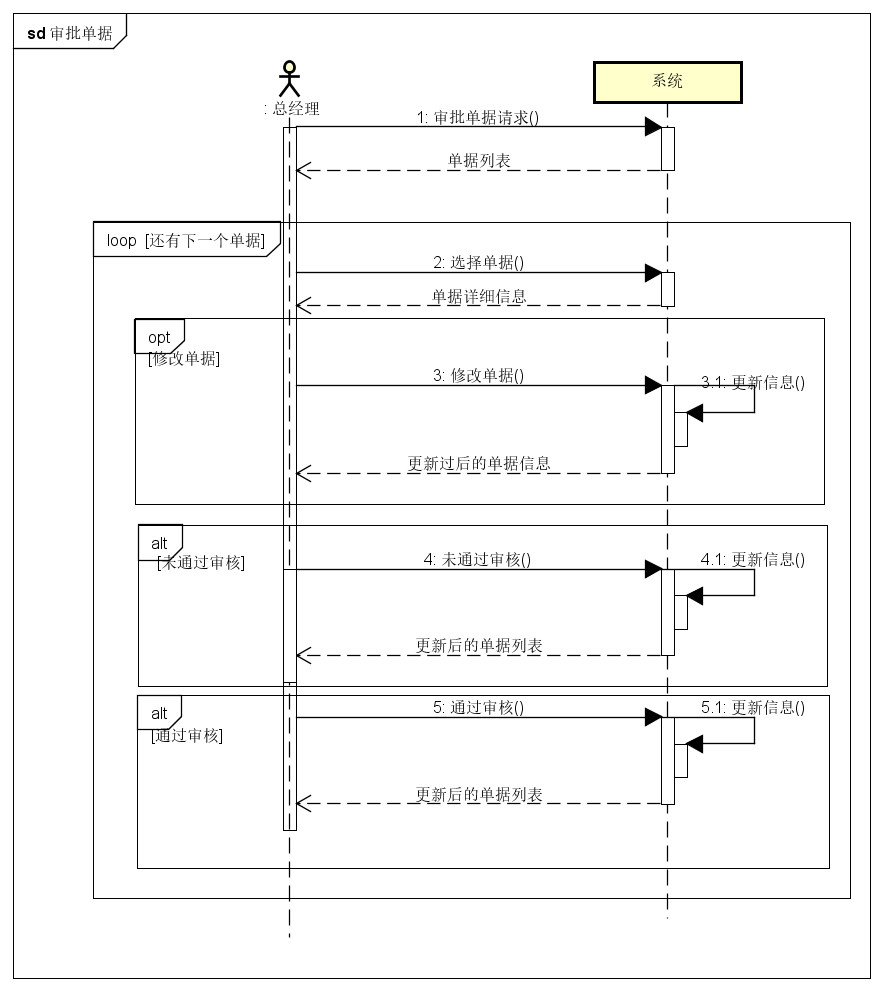 sd 审批单据
: 总经理
系统
1: 审批单据请求()
单据列表
loop [还有下一个单据]
2: 选择单据()
单据详细信息
opt
[修改单据]
3: 修改单据()
3.1: 更新信息()
更新过后的单据信息
alt
[未通过审核]
4: 未通过审核()
4.1: 更新信息()
更新后的单据列表
alt
[通过审核]
5: 通过审核()
5.1: 更新信息()
更新后的单据列表